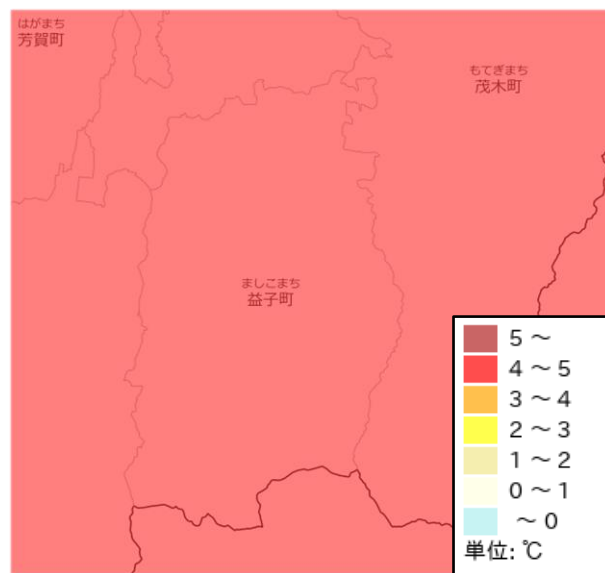 はがまち
芳賀町
もてぎまち
茂木町
ましこまち
益子町
5～
4～5
3～4
2～3
1～2
0～1
～0
単位: ℃